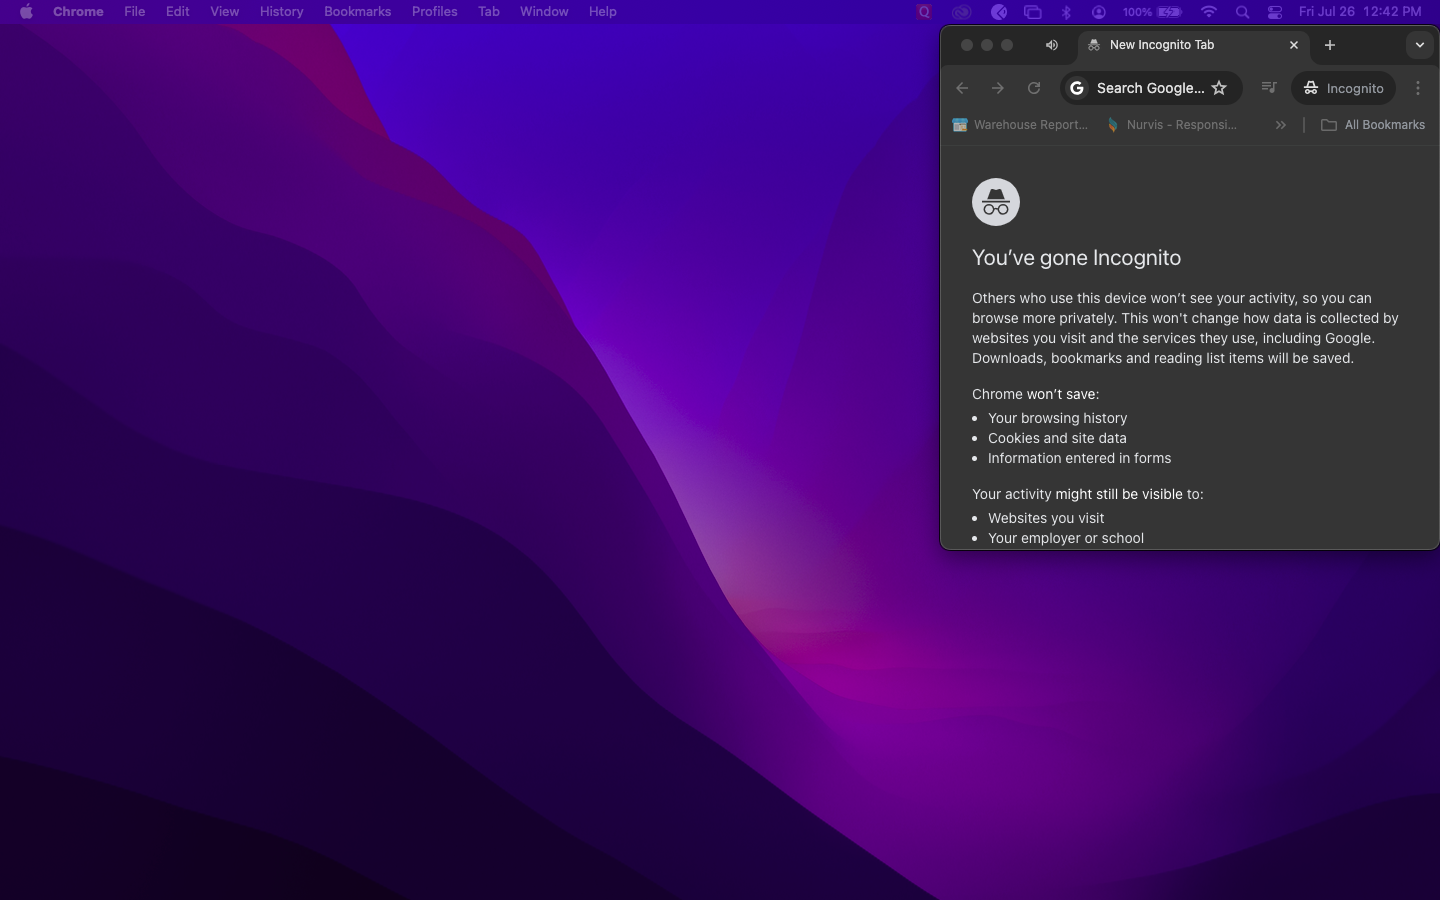 Chrome File Edit View History Bookmarks Profiles Tab Window Help Q 100% Fri Jul 26 12:42 PM
New Incognito Tab
G Search Google... Incognito
Warehouse Report... Nurvis - Responsi... All Bookmarks
You've gone Incognito
Others who use this device won't see your activity, so you can
browse more privately. This won't change how data is collected by
websites you visit and the services they use, including Google.
Downloads, bookmarks and reading list items will be saved.
Chrome won't save:
• Your browsing history
• Cookies and site data
• Information entered in forms
Your activity might still be visible to:
• Websites you visit
• Your employer or school